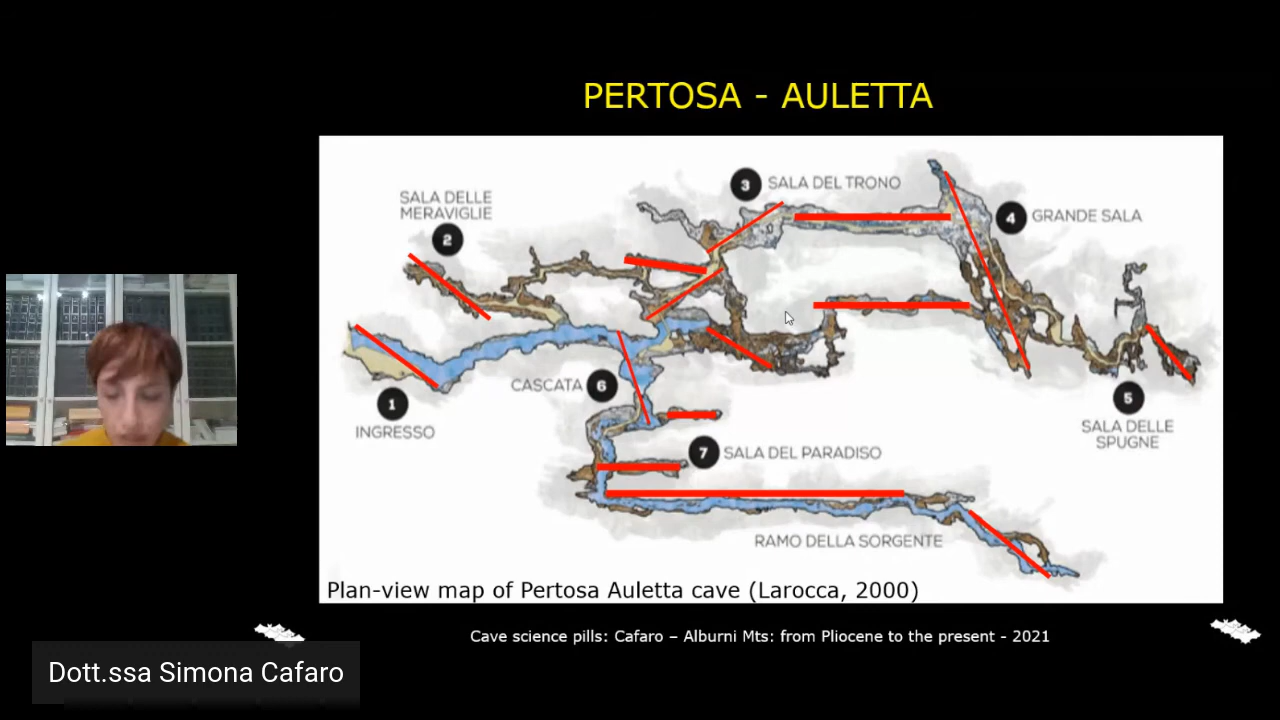 PERTOSA - AULETTA
3 SALA DEL TRONO
SALA DELLE
MERAVIGLIE
2
4 GRANDE SALA
CASCATA 6
1
INGRESSO
5
SALA DELLE
SPUGNE
7 SALA DEL PARADISO
RAMO DELLA SORGENTE
Plan-view map of Pertosa Auletta cave (Larocca, 2000)
Cave science pills: Cafaro – Alburni Mts: from Pliocene to the present - 2021
Dott.ssa Simona Cafaro